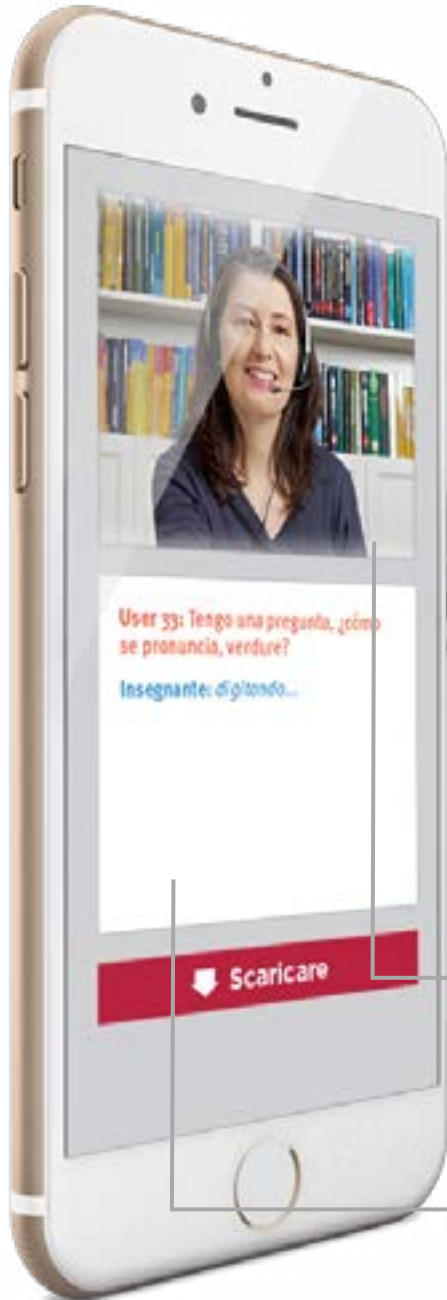 User 33: Tengo una pregunta, ¿cómo
se pronuncia, verdure?
Insegnante: digitando...
Scaricare